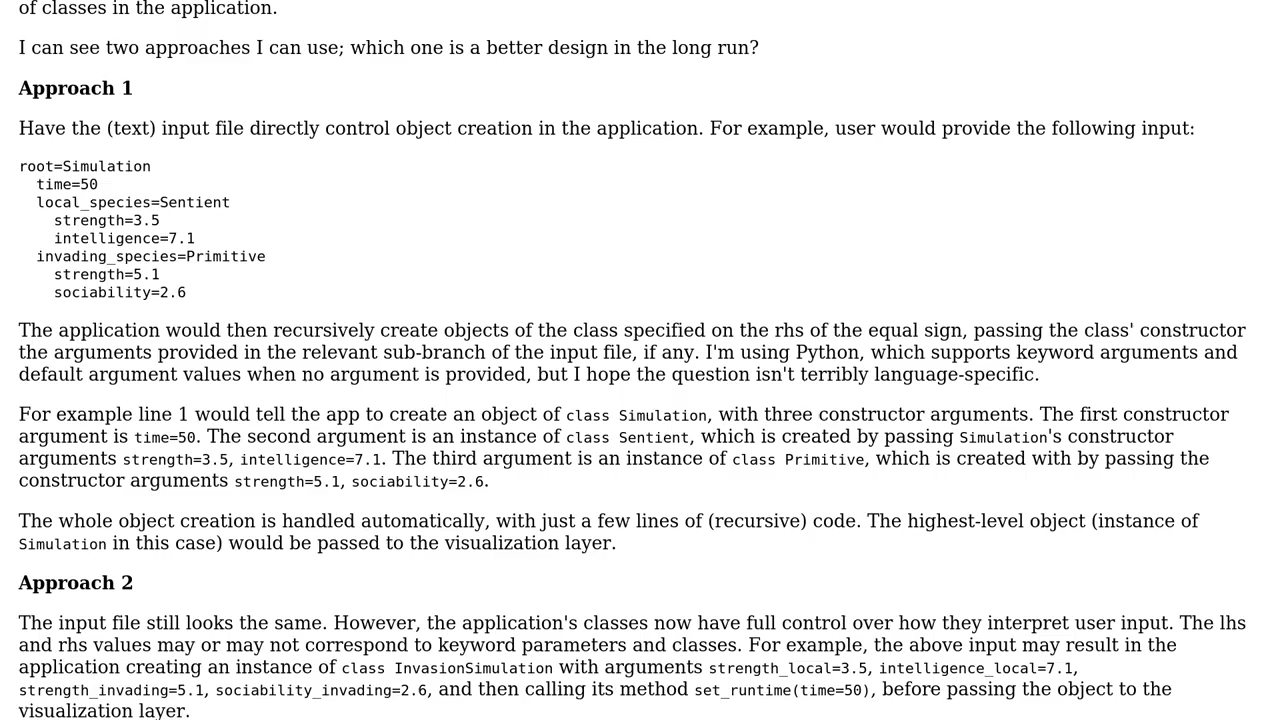 of classes in the application.
I can see two approaches I can use; which one is a better design in the long run?
Approach 1
Have the (text) input file directly control object creation in the application. For example, user would provide the following input:
root=Simulation
  time=50
  local_species=Sentient
    strength=3.5
    intelligence=7.1
  invading_species=Primitive
    strength=5.1
    sociability=2.6
The application would then recursively create objects of the class specified on the rhs of the equal sign, passing the class' constructor
the arguments provided in the relevant sub-branch of the input file, if any. I'm using Python, which supports keyword arguments and
default argument values when no argument is provided, but I hope the question isn't terribly language-specific.
For example line 1 would tell the app to create an object of class Simulation, with three constructor arguments. The first constructor
argument is time=50. The second argument is an instance of class Sentient, which is created by passing Simulation's constructor
arguments strength=3.5, intelligence=7.1. The third argument is an instance of class Primitive, which is created with by passing the
constructor arguments strength=5.1, sociability=2.6.
The whole object creation is handled automatically, with just a few lines of (recursive) code. The highest-level object (instance of
Simulation in this case) would be passed to the visualization layer.
Approach 2
The input file still looks the same. However, the application's classes now have full control over how they interpret user input. The lhs
and rhs values may or may not correspond to keyword parameters and classes. For example, the above input may result in the
application creating an instance of class InvasionSimulation with arguments strength_local=3.5, intelligence_local=7.1,
strength_invading=5.1, sociability_invading=2.6, and then calling its method set_runtime(time=50), before passing the object to the
visualization layer.